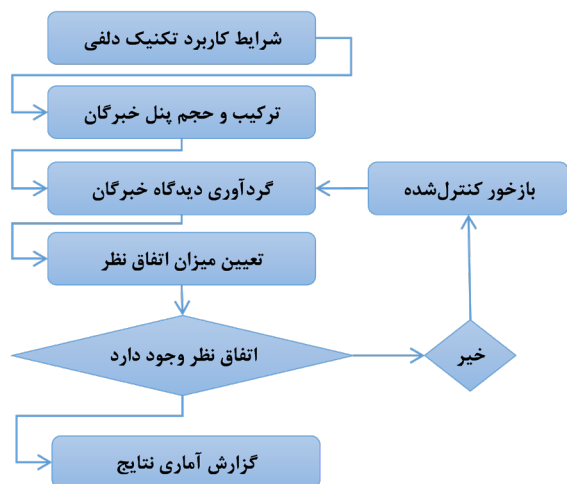 شرایط کاربرد تکنیک دلفی
ترکیب و حجم پنل خبرگان
گردآوری دیدگاه خبرگان
بازخور کنترل‌شده
تعیین میزان اتفاق نظر
اتفاق نظر وجود دارد
خیر
گزارش آماری نتایج